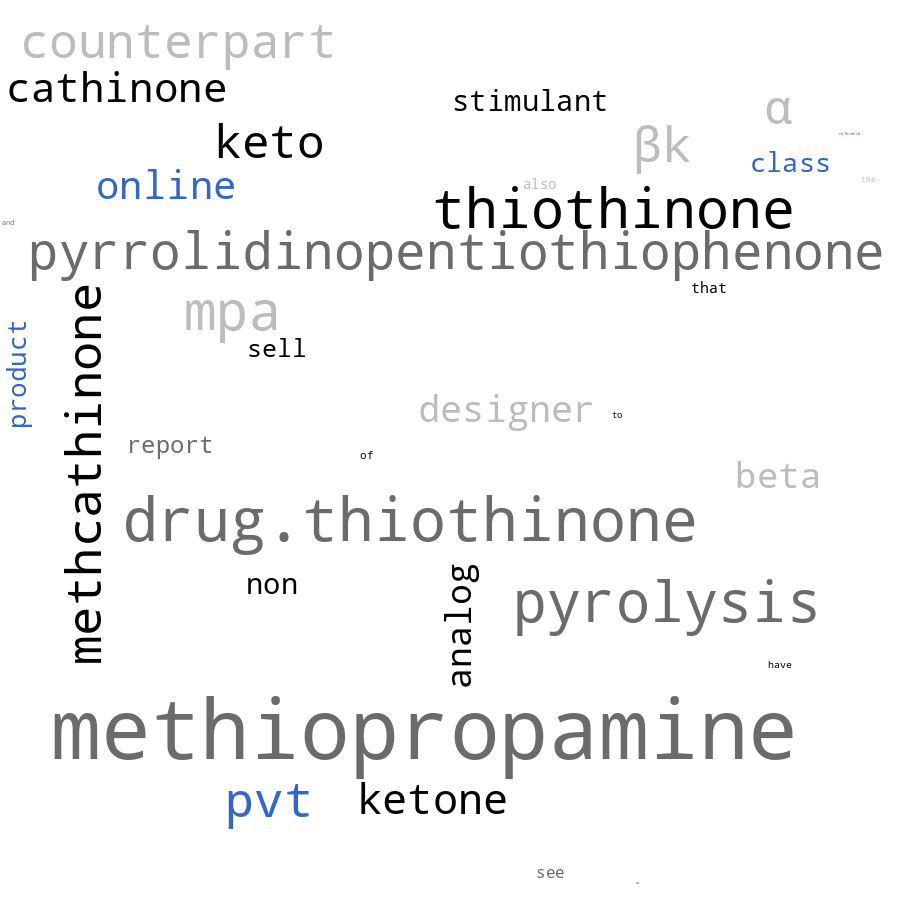 counterpart
cathinone
stimulant
α
keto
βk
reference
class
online
also
the
thiothinone
and
pyrrolidinopentiothiophenone
that
methcathinone
mpa
product
sell
designer
to
report
of
beta
drug.thiothinone
non
analog
pyrolysis
have
methiopropamine
pvt
ketone
see
.